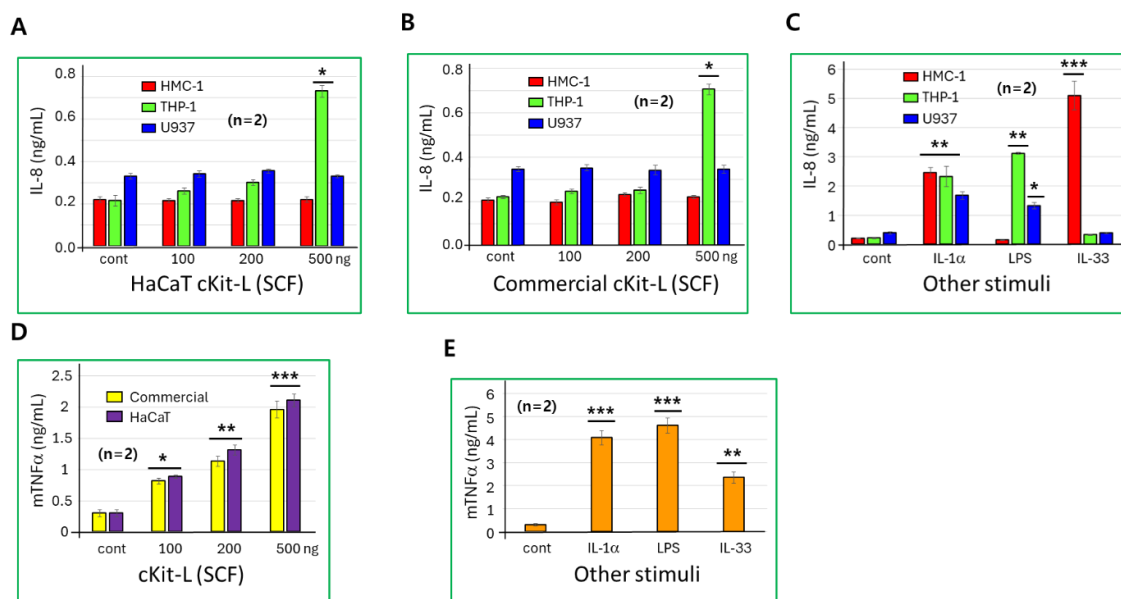 A
0.8
0.6
0.4
0.2
0.0
IL-8 (ng/mL)
HMC-1
THP-1
U937
(n=2)
*
cont 100 200 500 ng
HaCaT cKit-L (SCF)
B
0.8
0.6
0.4
0.2
0.0
IL-8 (ng/mL)
HMC-1
THP-1
U937
(n=2)
*
cont 100 200 500 ng
Commercial cKit-L (SCF)
C
6
5
4
3
2
1
0
IL-8 (ng/mL)
HMC-1
THP-1
U937
(n=2)
**
**
*
***
cont IL-1α LPS IL-33
Other stimuli
D
2.5
2
1.5
1
0.5
0
mTNFα (ng/mL)
Commercial
HaCaT
(n=2)
*
**
***
cont 100 200 500 ng
cKit-L (SCF)
E
6
5
4
3
2
1
0
mTNFα (ng/mL)
(n=2)
***
***
**
cont IL-1α LPS IL-33
Other stimuli